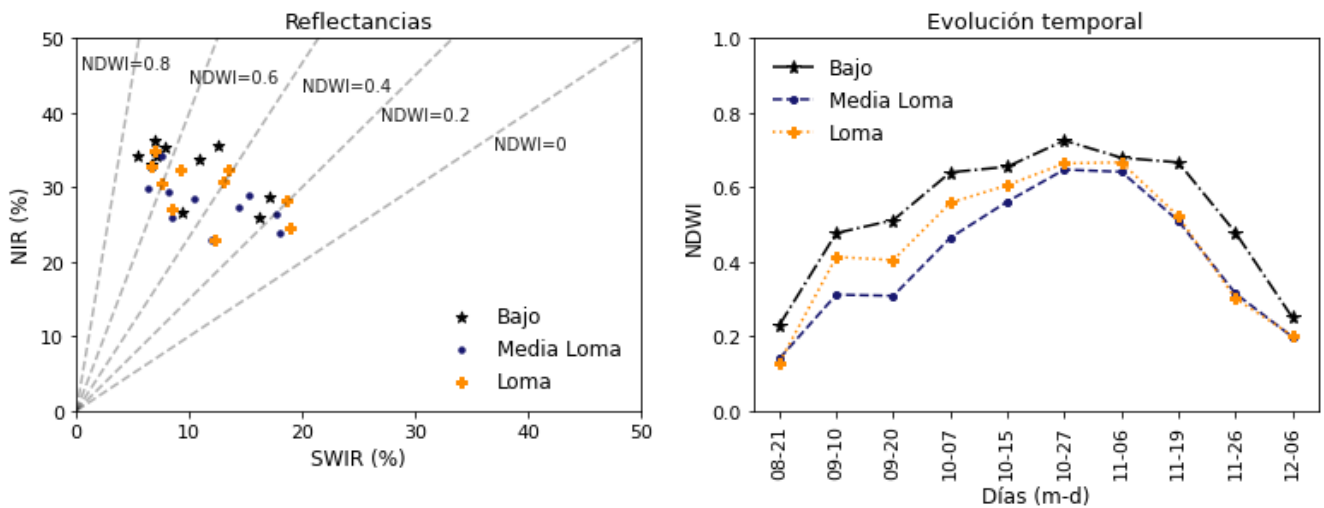 Reflectancias
50
40
30
20
10
0
NIR (%)
NDWI=0.8
NDWI=0.6
NDWI=0.4
NDWI=0.2
NDWI=0
Bajo
Media Loma
Loma
0 10 20 30 40 50
SWIR (%)
Evolución temporal
1.0
0.8
0.6
0.4
0.2
0.0
NDWI
Bajo
Media Loma
Loma
08-21
09-10
09-20
10-07
10-15
10-27
11-06
11-19
11-26
12-06
Días (m-d)